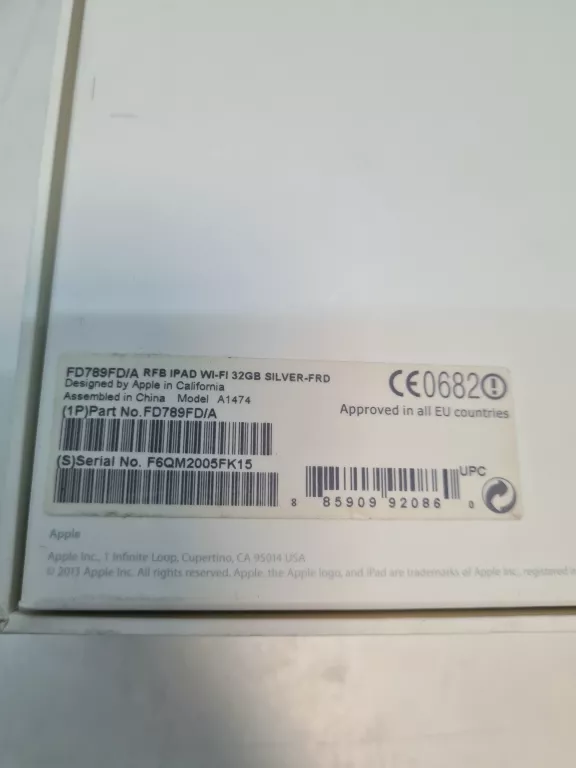 FD789FD/A RFB IPAD WI-FI 32GB SILVER-FRD
Designed by Apple in California
Assembled in China Model A1474
(1P)Part No.FD789FD/A
(S)Serial No. F6QM2005FK15
CE0682
Approved in all EU countries
UPC
8 85909 92086 0
Apple
Apple Inc., 1 Infinite Loop, Cupertino, CA 95014 USA
© 2013 Apple Inc. All rights reserved. Apple, the Apple logo, and iPad are trademarks of Apple Inc., registered